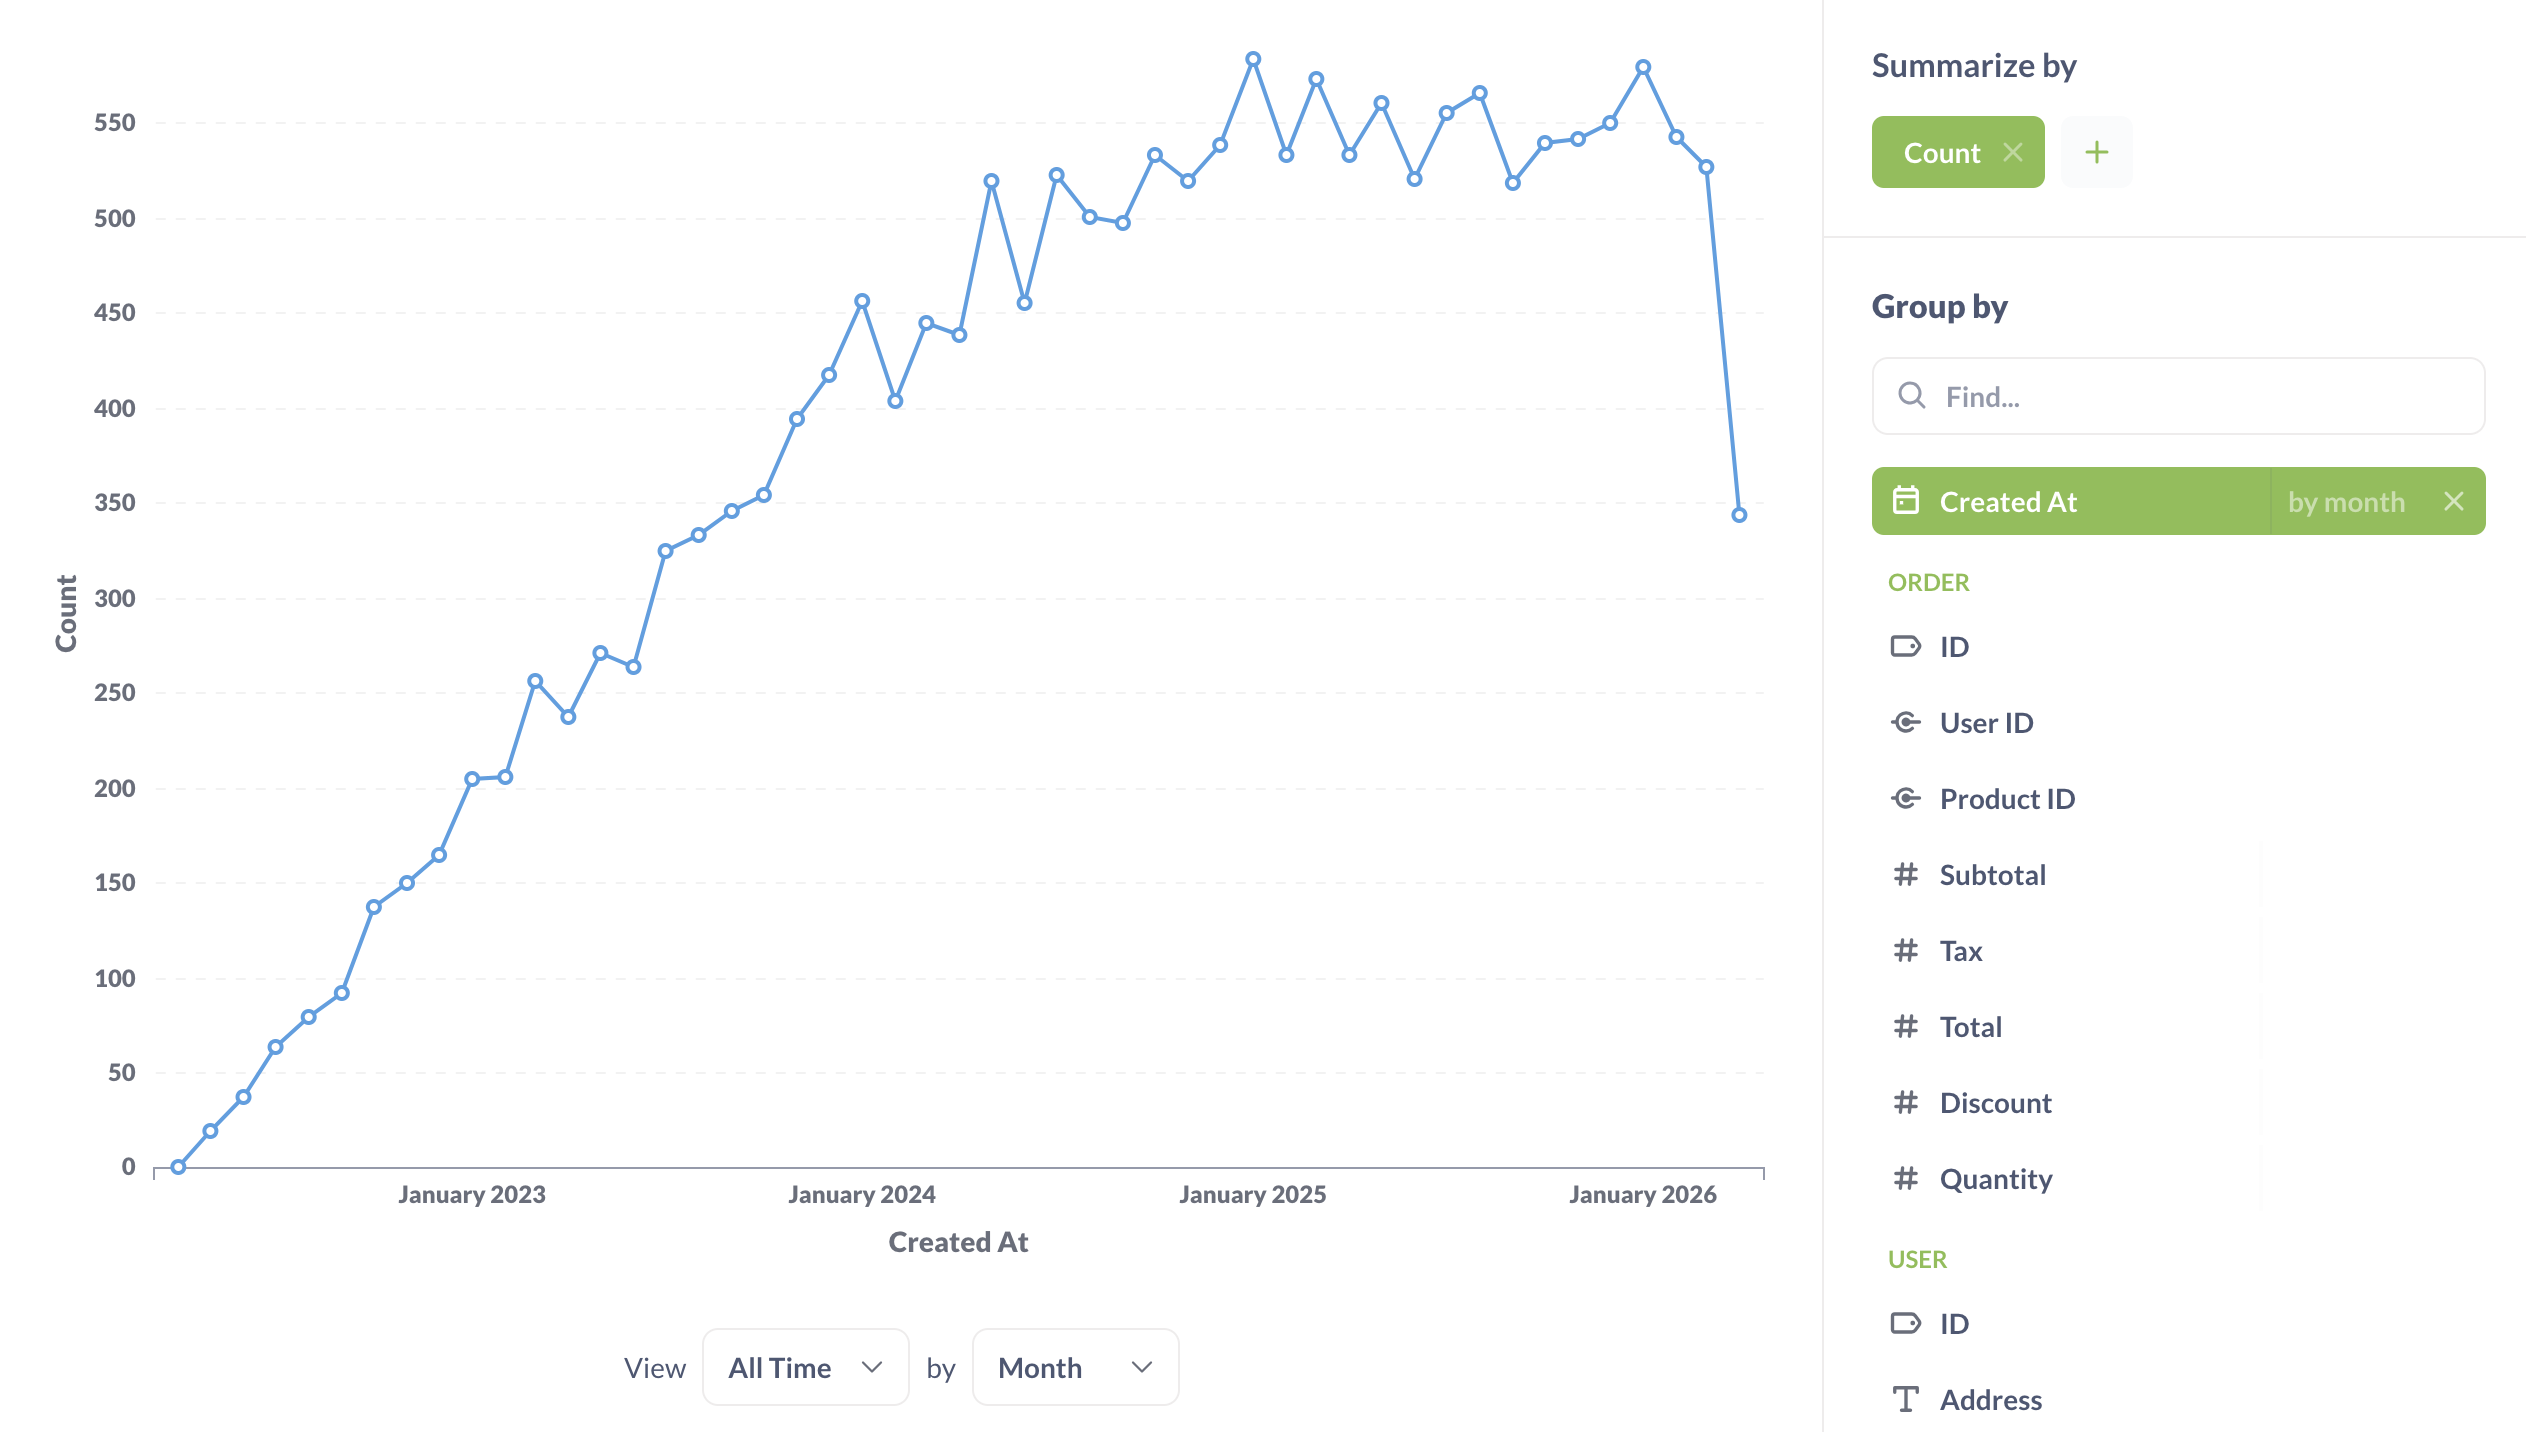 550
500
450
400
350
300
250
200
150
100
50
0
Count
January 2023 January 2024 January 2025 January 2026
Created At
View All Time by Month
Summarize by
Count
Group by
Find...
Created At by month
ORDER
ID
User ID
Product ID
# Subtotal
# Tax
# Total
# Discount
# Quantity
USER
ID
Address